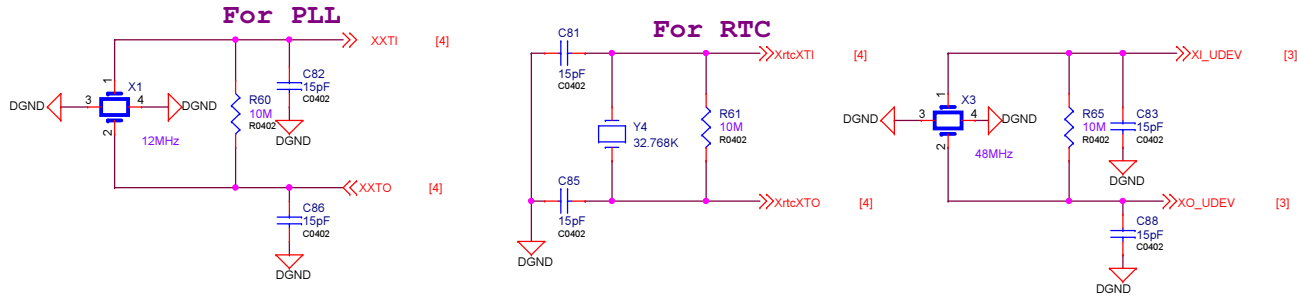 For PLL
XXTI [4]
C82
15pF
C0402
DGND
1
X1
DGND
3
4
DGND
2
12MHz
R60
10M
R0402
XXTO [4]
C86
15pF
C0402
DGND
For RTC
C81
15pF
C0402
XrtcXTI [4]
Y4
32.768K
R61
10M
R0402
C85
15pF
C0402
XrtcXTO [4]
DGND
XI_UDEV [3]
1
X3
DGND
3
4
DGND
2
48MHz
R65
10M
R0402
C83
15pF
C0402
DGND
XO_UDEV [3]
C88
15pF
C0402
DGND